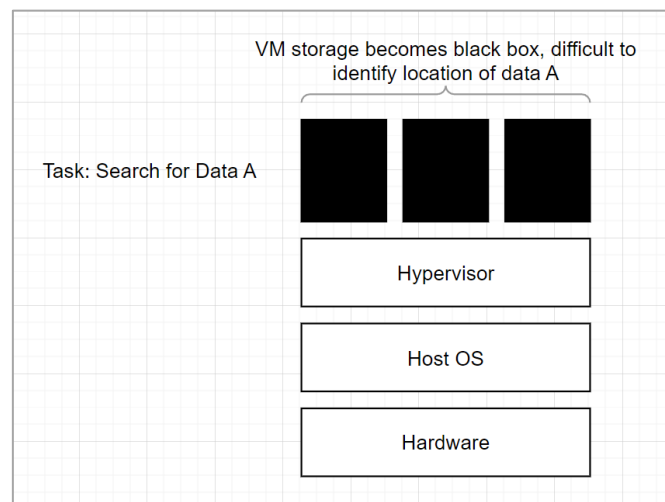 VM storage becomes black box, difficult to
identify location of data A
Task: Search for Data A
Hypervisor
Host OS
Hardware